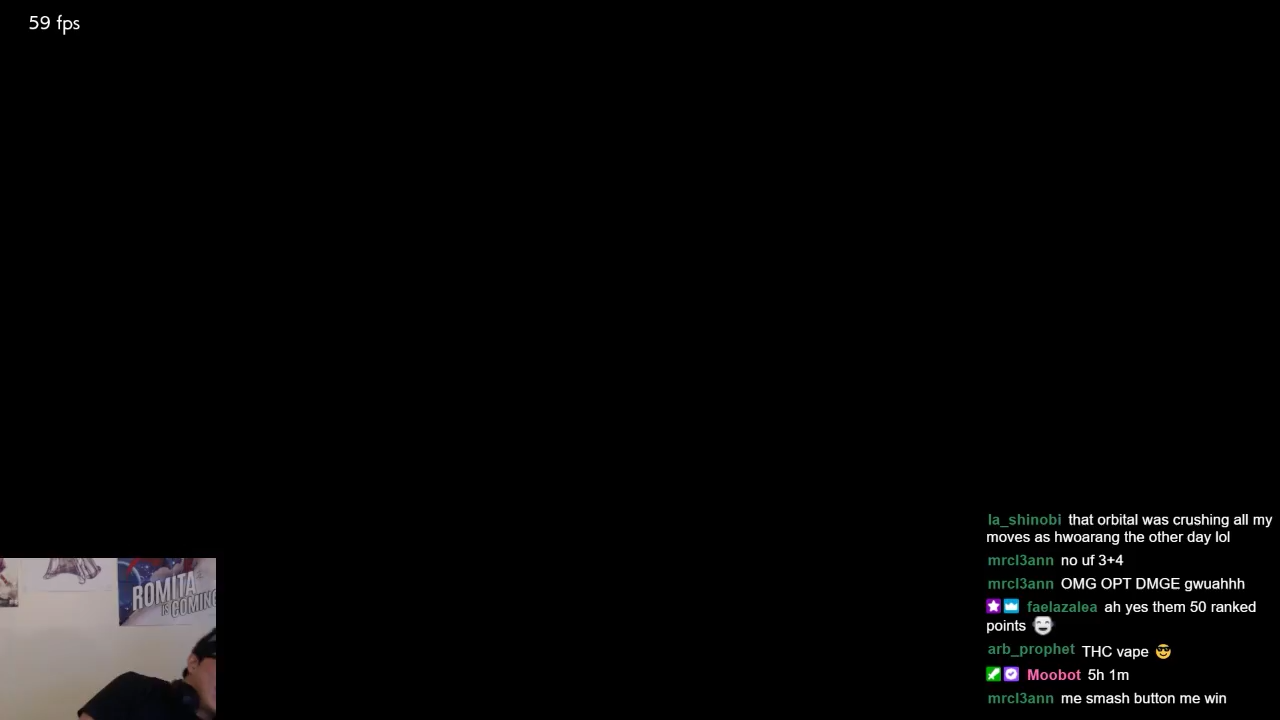 59 fps
la_shinobi that orbital was crushing all my
moves as hwoarang the other day lol
mrcl3ann no uf 3+4
mrcl3ann OMG OPT DMGE gwuahhh
faelazalea ah yes them 50 ranked
points
arb_prophet THC vape 😎
Moobot 5h 1m
mrcl3ann me smash button me win
ROMITA
IS COMING